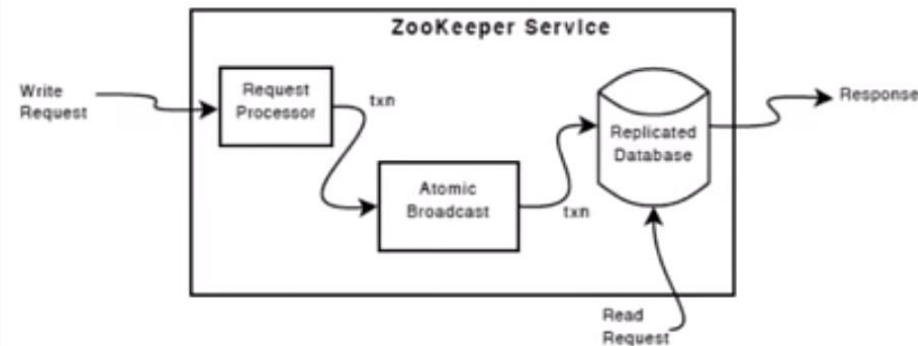 ZooKeeper Service
Write
Request
Request
Processor
txn
Atomic
Broadcast
txn
Replicated
Database
Response
Read
Request